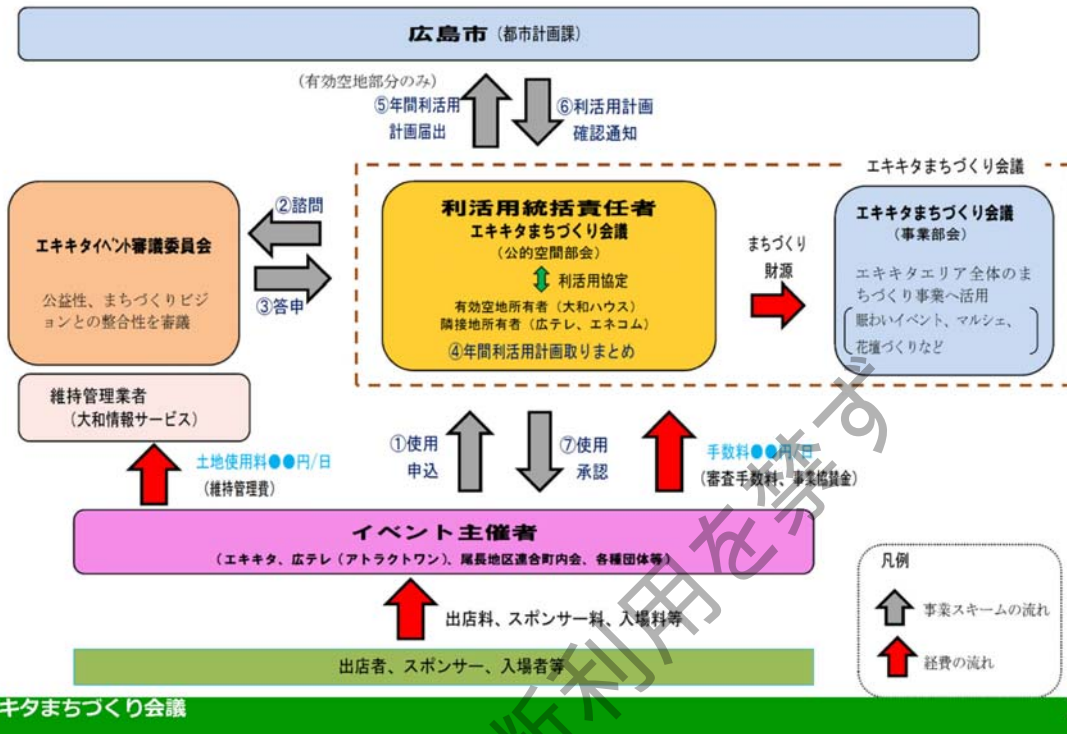 広島市（都市計画課）
（有効空地部分のみ）
⑤年間利活用
計画届出
⑥利活用計画
確認通知
エキキタまちづくり会議
エキキタイベント審議委員会
公益性、まちづくりビジ
ョンとの整合性を審議
②諮問
③答申
利活用統括責任者
エキキタまちづくり会議
（公的空間部会）
利活用協定
有効空地所有者（大和ハウス）
隣接地所有者（広テレ、エネコム）
④年間利活用計画取りまとめ
まちづくり
財源
エキキタまちづくり会議
（事業部会）
エキキタエリア全体のま
ちづくり事業へ活用
賑わいイベント、マルシェ、
花壇づくりなど
維持管理業者
（大和情報サービス）
土地使用料●●円/日
（維持管理費）
①使用
申込
⑦使用
承認
手数料●●円/日
（審査手数料、事業協賛金）
イベント主催者
（エキキタ、広テレ（アトラクトワン）、尾長地区連合町内会、各種団体等）
出店料、スポンサー料、入場料等
出店者、スポンサー、入場者等
凡例
事業スキームの流れ
経費の流れ
キタまちづくり会議
断利用を禁ず